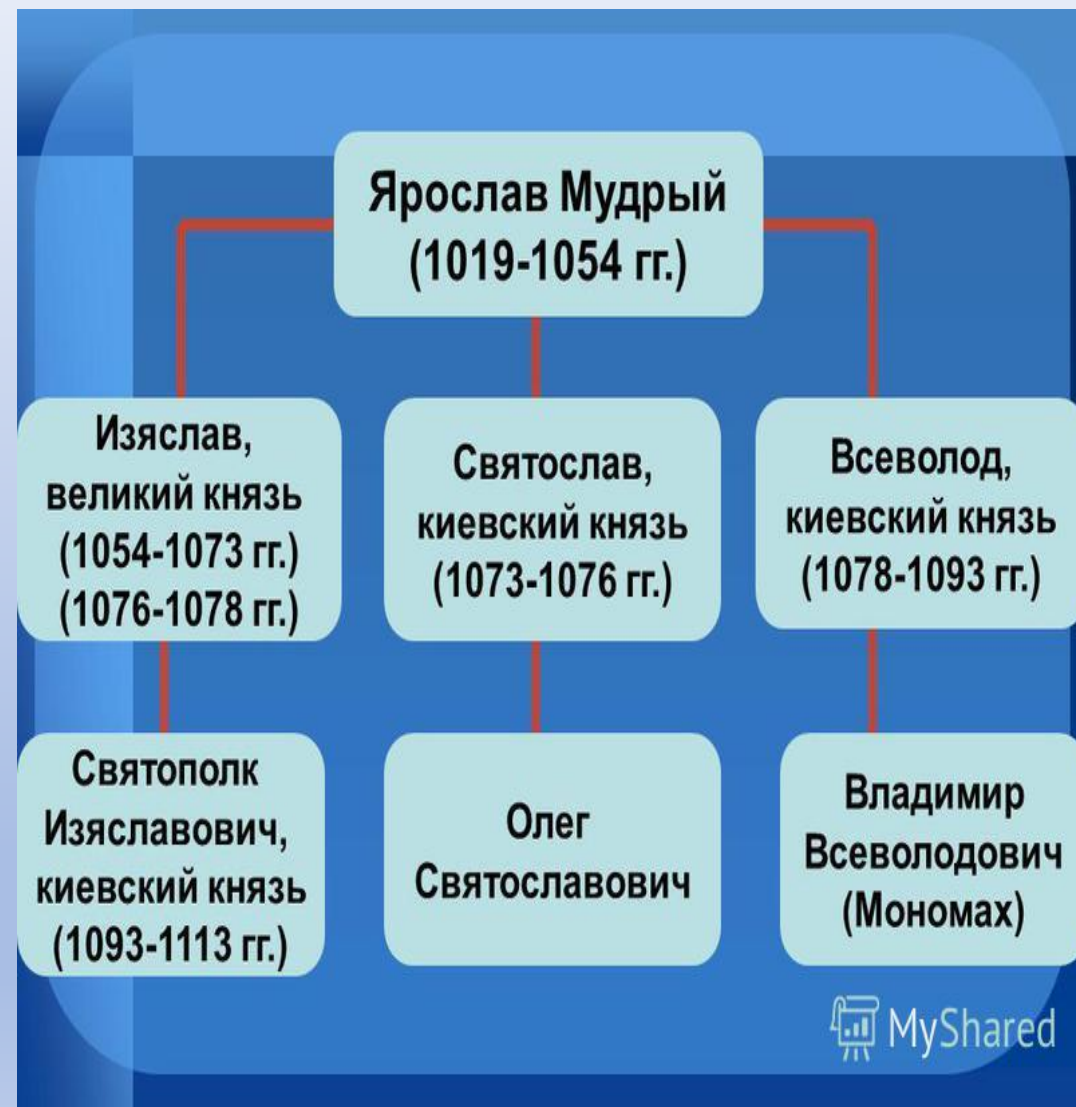 Ярослав Мудрый
(1019-1054 гг.)
Изяслав,
великий князь
(1054-1073 гг.)
(1076-1078 гг.)
Святослав,
киевский князь
(1073-1076 гг.)
Всеволод,
киевский князь
(1078-1093 гг.)
Святополк
Изяславович,
киевский князь
(1093-1113 гг.)
Олег
Святославович
Владимир
Всеволодович
(Мономах)
MyShared